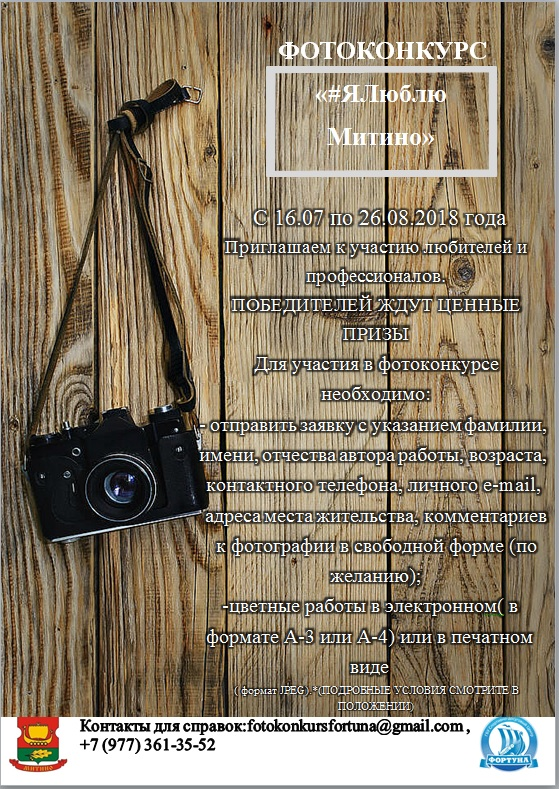 ФОТОКОНКУРС
«#ЯЛюблю
Митино»
С 16.07 по 26.08.2018 года
Приглашаем к участию любителей и
профессионалов.
ПОБЕДИТЕЛЕЙ ЖДУТ ЦЕННЫЕ
ПРИЗЫ
Для участия в фотоконкурсе
необходимо:
- отправить заявку с указанием фамилии,
имени, отчества автора работы, возраста,
контактного телефона, личного e-mail,
адреса места жительства, комментариев
к фотографии в свободной форме (по
желанию);
-цветные работы в электронном( в
формате А-3 или А-4) или в печатном
виде
( формат JPEG ).*(ПОДРОБНЫЕ УСЛОВИЯ СМОТРИТЕ В
ПОЛОЖЕНИИ)
Контакты для справок:fotokonkursfortuna@gmail.com ,
+7 (977) 361-35-52
МИТИНО
ФОРТУНА